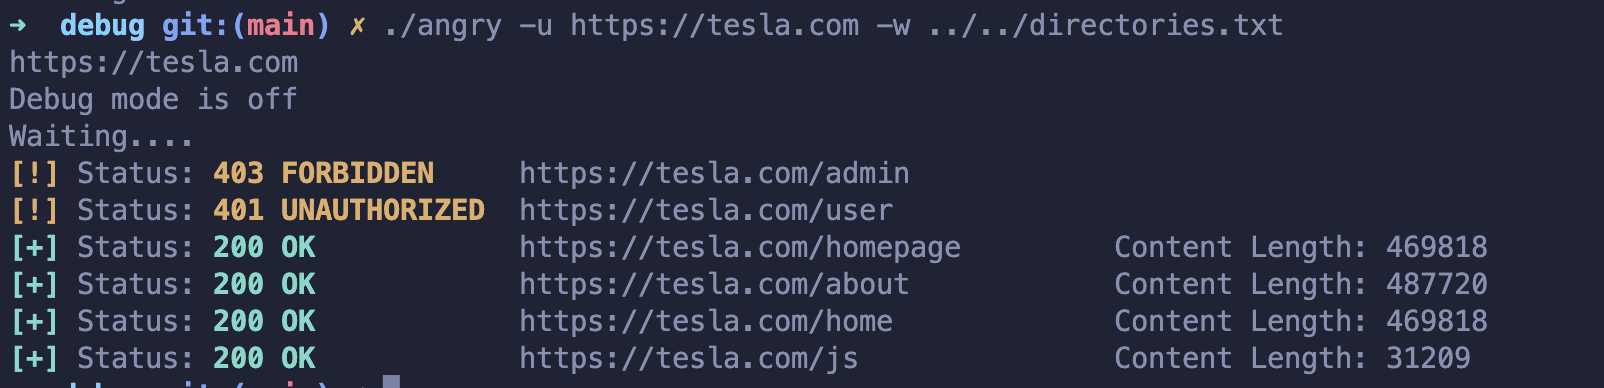 ➜  debug git:(main) ✗ ./angry -u https://tesla.com -w ../../directories.txt
https://tesla.com
Debug mode is off
Waiting....
[!] Status: 403 FORBIDDEN     https://tesla.com/admin
[!] Status: 401 UNAUTHORIZED  https://tesla.com/user
[+] Status: 200 OK            https://tesla.com/homepage         Content Length: 469818
[+] Status: 200 OK            https://tesla.com/about            Content Length: 487720
[+] Status: 200 OK            https://tesla.com/home             Content Length: 469818
[+] Status: 200 OK            https://tesla.com/js               Content Length: 31209
debug git:(main)